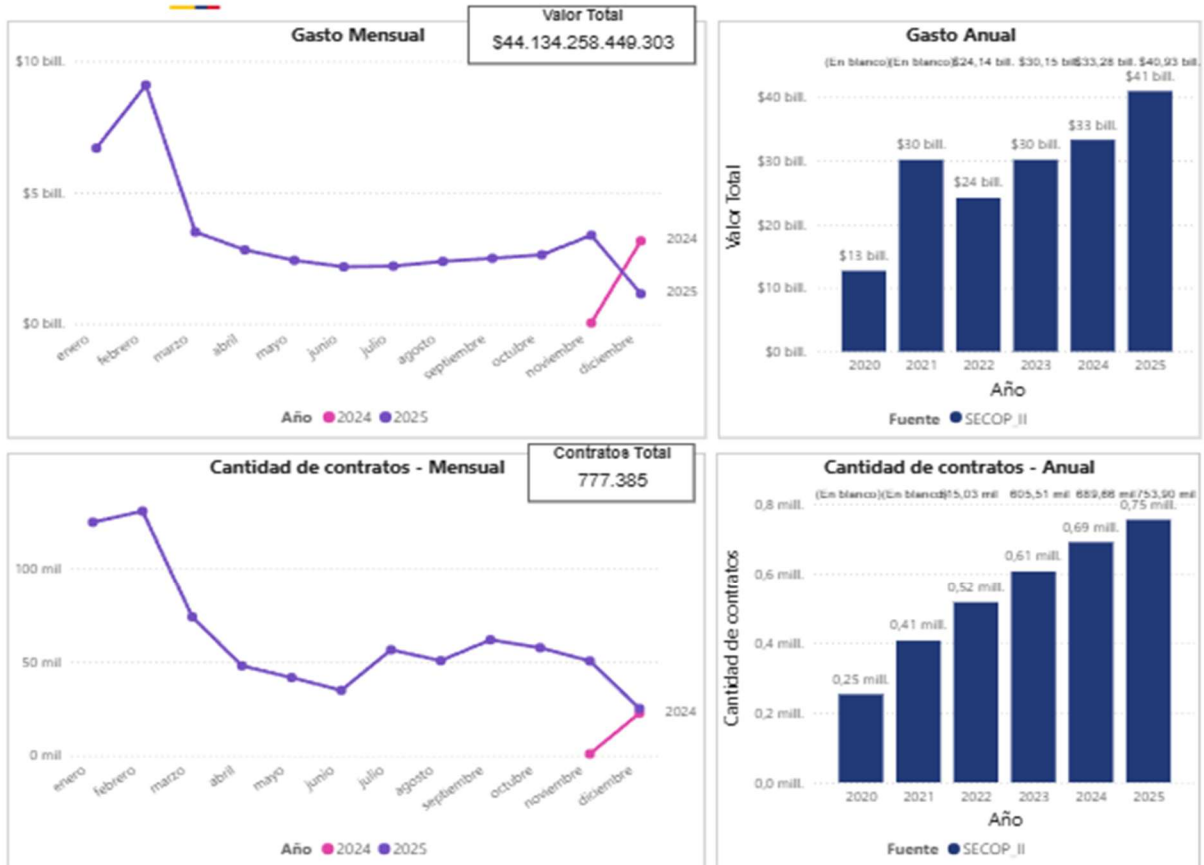 Gasto Mensual
Valor Total
$44.134.258.449.303
$10 bill.
$5 bill.
$0 bill.
2024
2025
enero
febrero
marzo
abril
mayo
junio
julio
agosto
septiembre
octubre
noviembre
diciembre
Año 2024 2025
Gasto Anual
(En blanco) (En blanco) $24,14 bill. $30,15 bill. $33,28 bill. $40,93 bill.
Valor Total
$40 bill.
$30 bill.
$20 bill.
$10 bill.
$0 bill.
$13 bill.
$30 bill.
$24 bill.
$30 bill.
$33 bill.
$41 bill.
2020 2021 2022 2023 2024 2025
Año
Fuente SECOP_II
Cantidad de contratos - Mensual
Contratos Total
777.385
100 mil
50 mil
0 mil
2024
enero
febrero
marzo
abril
mayo
junio
julio
agosto
septiembre
octubre
noviembre
diciembre
Año 2024 2025
Cantidad de contratos - Anual
(En blanco) (En blanco) 15,03 mil 605,51 mil 689,66 mil 753,90 mil
Cantidad de contratos
0,8 mill.
0,6 mill.
0,4 mill.
0,2 mill.
0,0 mill.
0,25 mill.
0,41 mill.
0,52 mill.
0,61 mill.
0,69 mill.
0,75 mill.
2020 2021 2022 2023 2024 2025
Año
Fuente SECOP_II